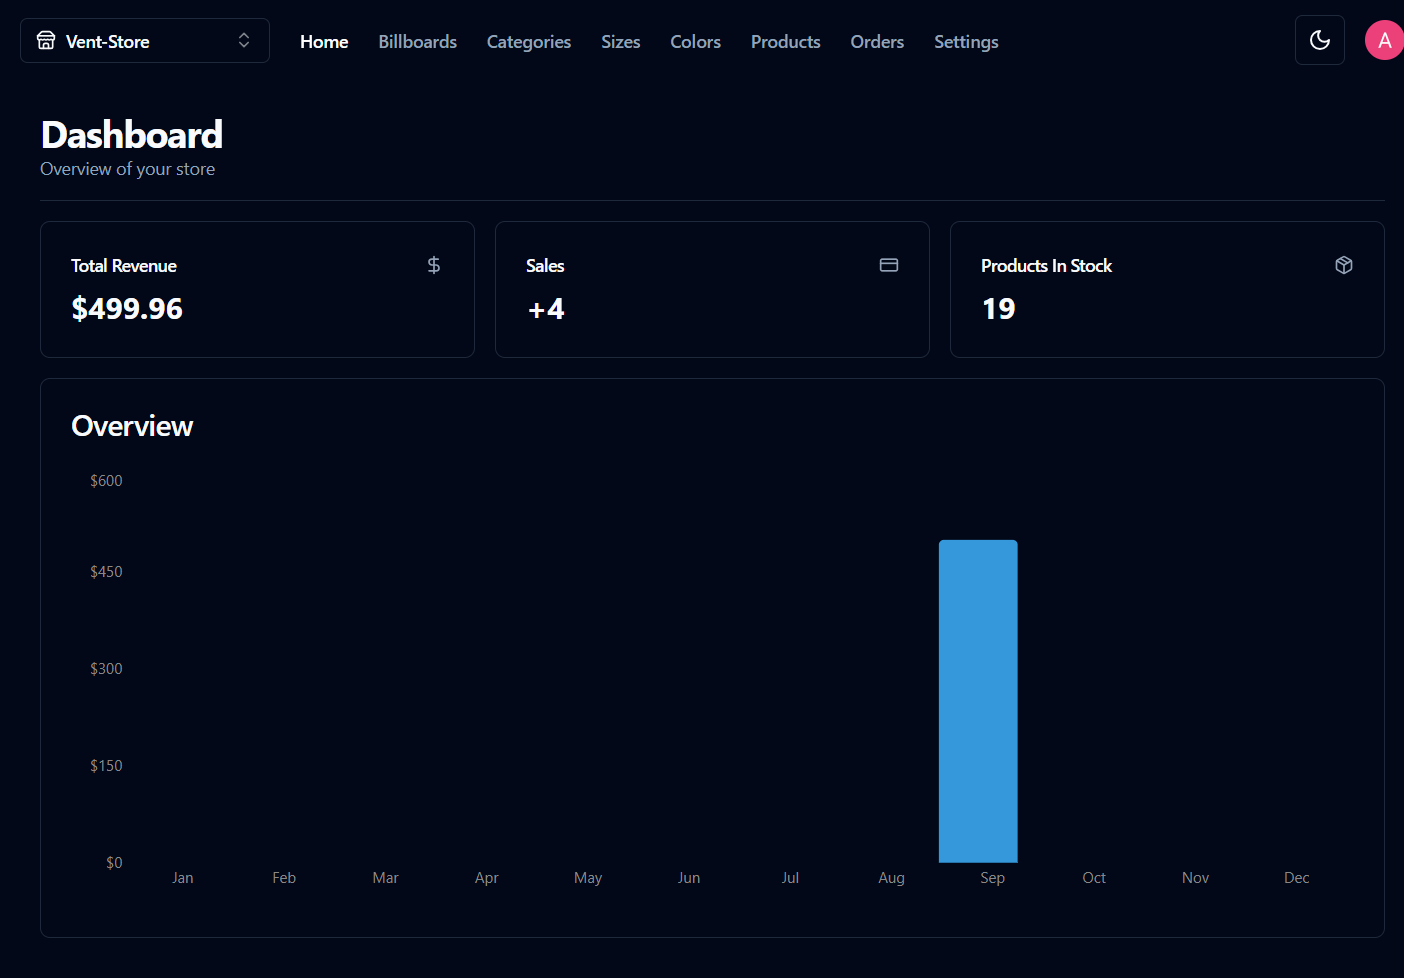 Vent-Store Home Billboards Categories Sizes Colors Products Orders Settings A
Dashboard
Overview of your store
Total Revenue $
$499.96
Sales
+4
Products In Stock
19
Overview
$600
$450
$300
$150
$0
Jan Feb Mar Apr May Jun Jul Aug Sep Oct Nov Dec